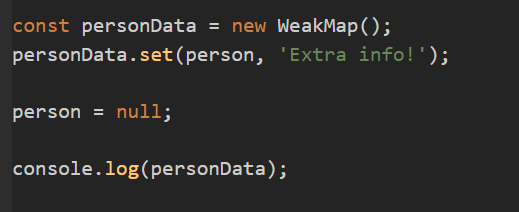 const personData = new WeakMap();
personData.set(person, 'Extra info!');
person = null;
console.log(personData);